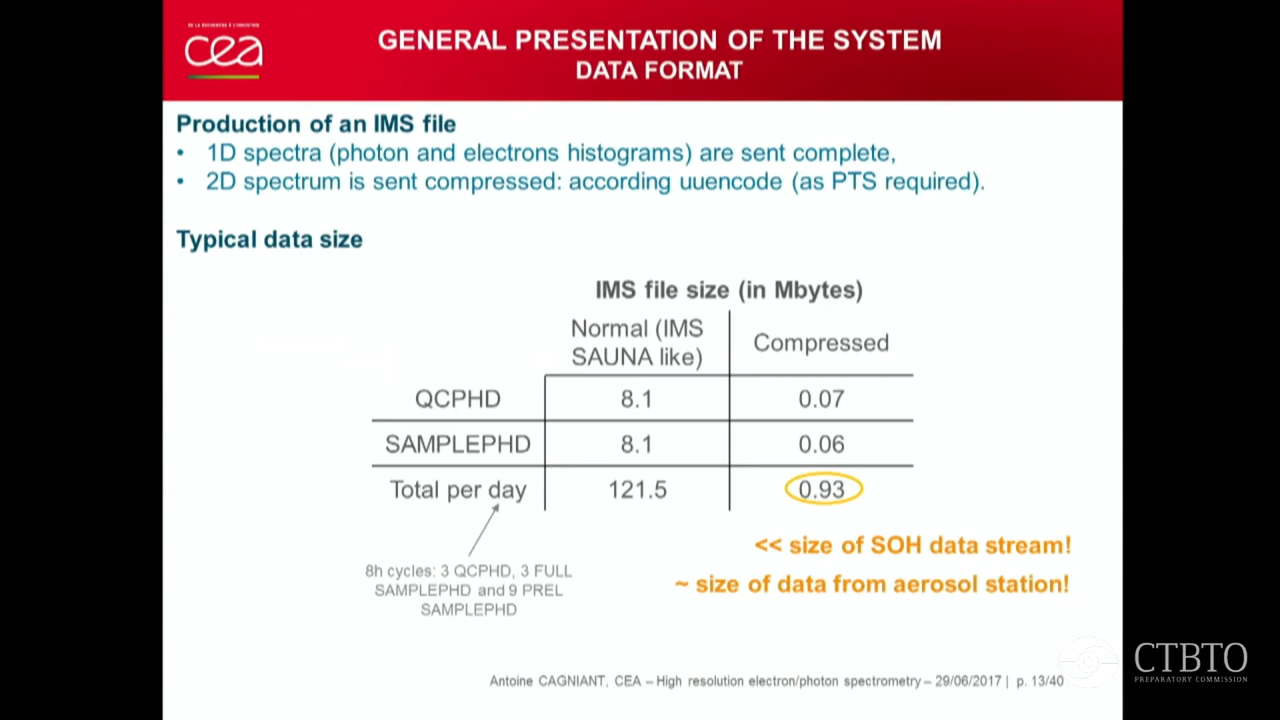 DE LA RECHERCHE À L'INDUSTRIE
cea
GENERAL PRESENTATION OF THE SYSTEM
DATA FORMAT
Production of an IMS file
• 1D spectra (photon and electrons histograms) are sent complete,
• 2D spectrum is sent compressed: according uuencode (as PTS required).
Typical data size
IMS file size (in Mbytes)
Normal (IMS
SAUNA like)
Compressed
QCPHD 8.1 0.07
SAMPLEPHD 8.1 0.06
Total per day 121.5 0.93
<< size of SOH data stream!
~ size of data from aerosol station!
8h cycles: 3 QCPHD, 3 FULL
SAMPLEPHD and 9 PREL
SAMPLEPHD
Antoine CAGNIANT, CEA – High resolution electron/photon spectrometry – 29/06/2017 | p. 13/40
CTBTO
PREPARATORY COMMISSION